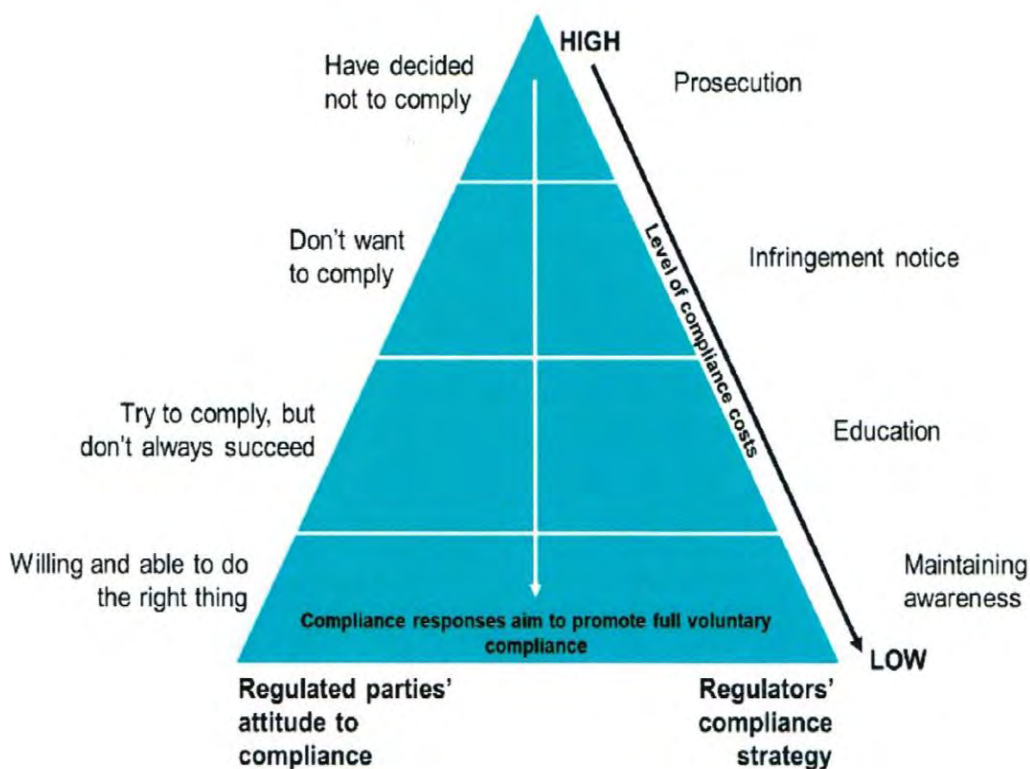 HIGH
Have decided
not to comply
Prosecution
Don't want
to comply
Infringement notice
Level of compliance costs
Try to comply, but
don't always succeed
Education
Willing and able to do
the right thing
Maintaining
awareness
Compliance responses aim to promote full voluntary
compliance
LOW
Regulated parties'
attitude to
compliance
Regulators'
compliance
strategy